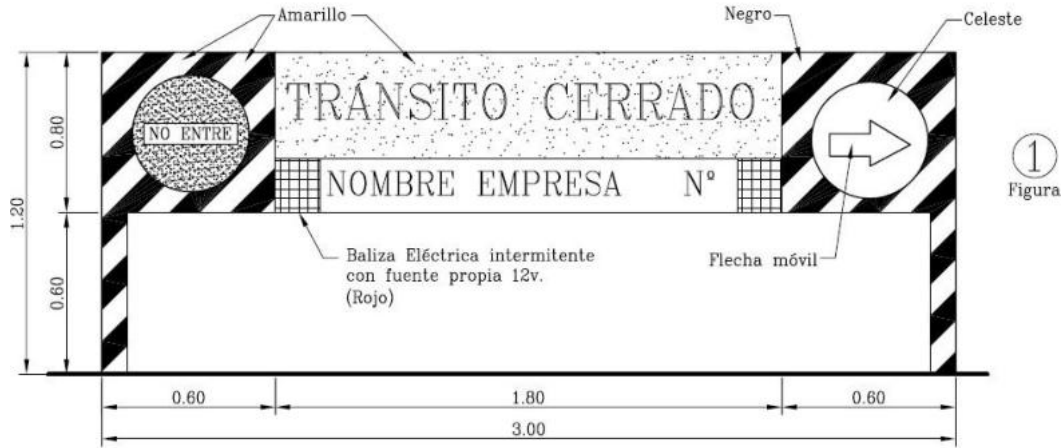 Amarillo
Negro
Celeste
TRÁNSITO CERRADO
NO ENTRE
NOMBRE EMPRESA Nº
1
Figura
Baliza Eléctrica intermitente
con fuente propia 12v.
(Rojo)
Flecha móvil
1.20
0.80
0.60
0.60
1.80
0.60
3.00